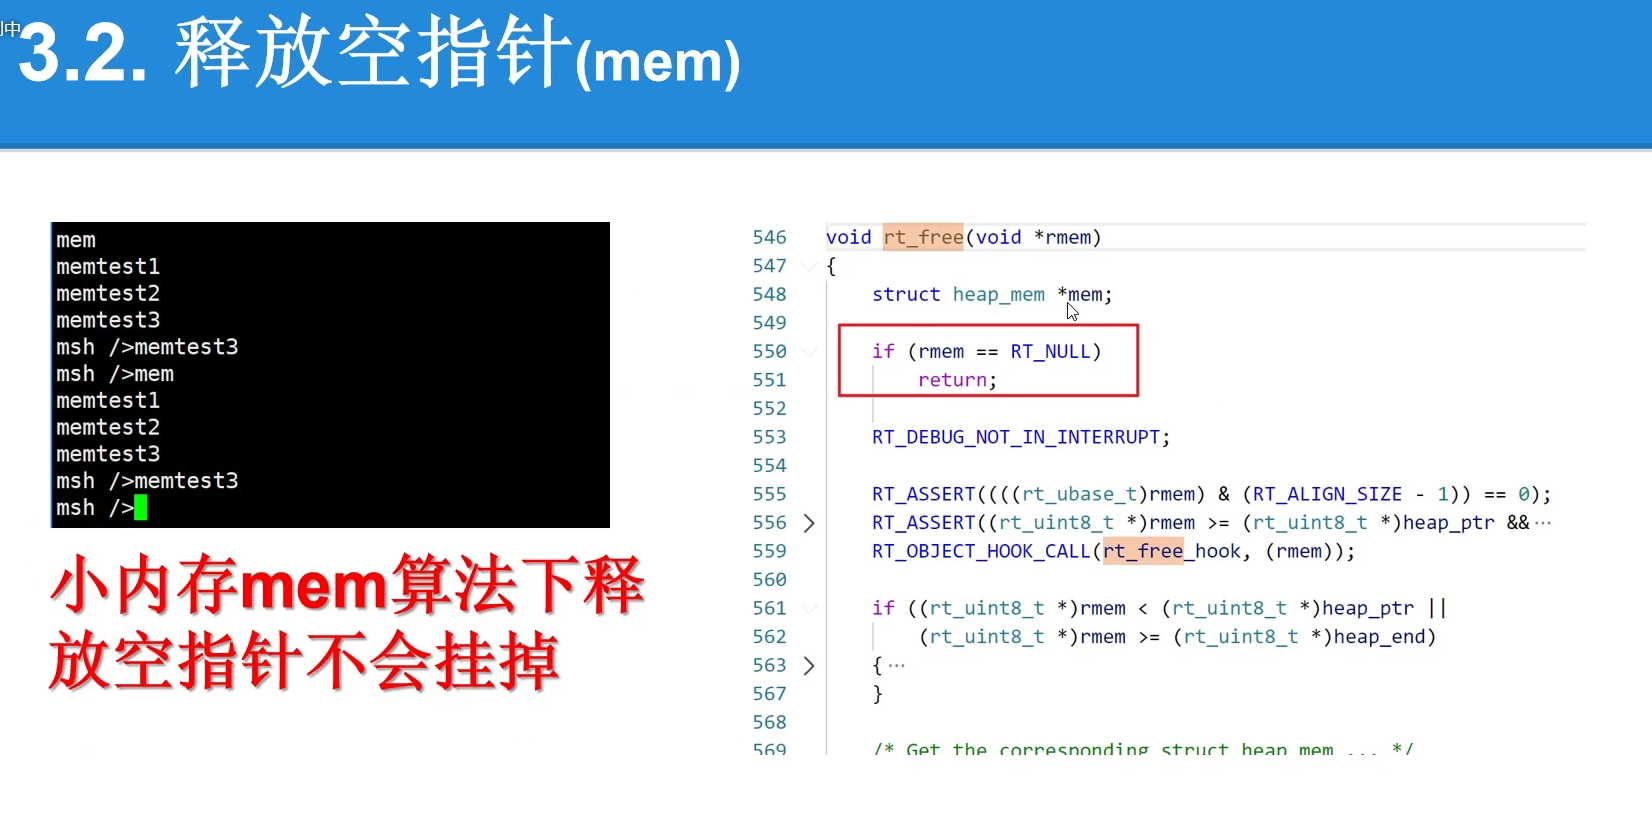 3.2. 释放空指针(mem)
mem
memtest1
memtest2
memtest3
msh />memtest3
msh />mem
memtest1
memtest2
memtest3
msh />memtest3
msh />
小内存mem算法下释
放空指针不会挂掉
546 void rt_free(void *rmem)
547 {
548 struct heap_mem *mem;
549
550 if (rmem == RT_NULL)
551 return;
552
553 RT_DEBUG_NOT_IN_INTERRUPT;
554
555 RT_ASSERT((((rt_ubase_t)rmem) & (RT_ALIGN_SIZE - 1)) == 0);
556 RT_ASSERT((rt_uint8_t *)rmem >= (rt_uint8_t *)heap_ptr &&···
559 RT_OBJECT_HOOK_CALL(rt_free_hook, (rmem));
560
561 if ((rt_uint8_t *)rmem < (rt_uint8_t *)heap_ptr ||
562 (rt_uint8_t *)rmem >= (rt_uint8_t *)heap_end)
563 {···
567 }
568
569 /* Get the corresponding struct heap_mem ... */